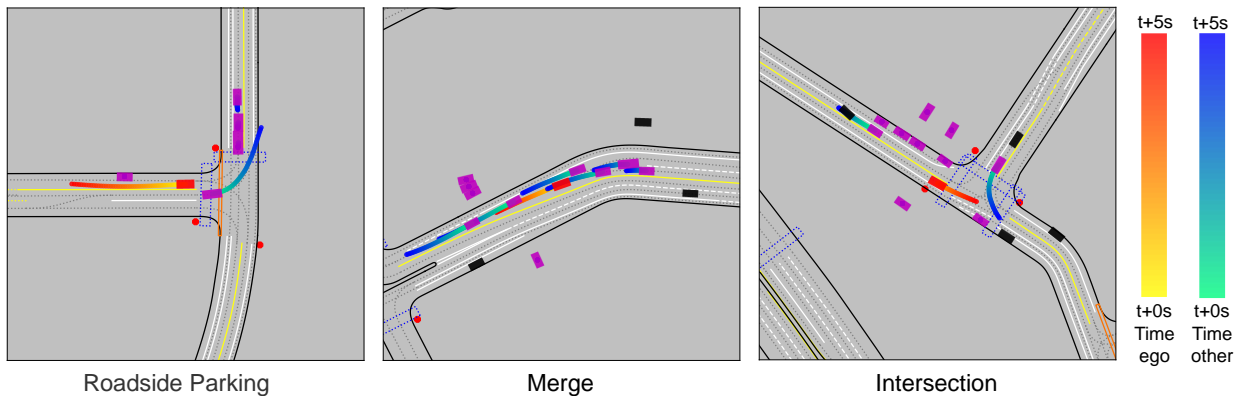 t+5s
t+5s
t+0s
t+0s
Time
Time
ego
other
Roadside Parking
Merge
Intersection